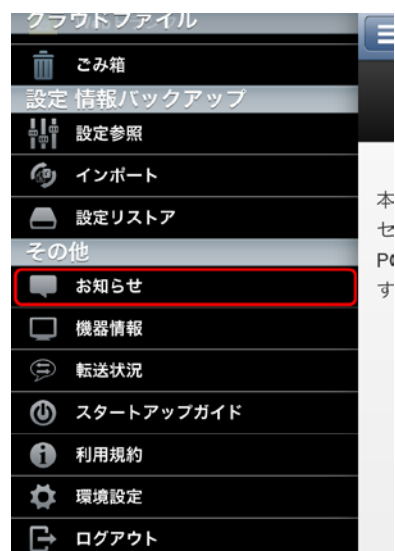 クラウドファイル
ごみ箱
設定 情報バックアップ
設定参照
インポート
設定リストア
その他
お知らせ
機器情報
転送状況
スタートアップガイド
利用規約
環境設定
ログアウト
本
セ
P
す